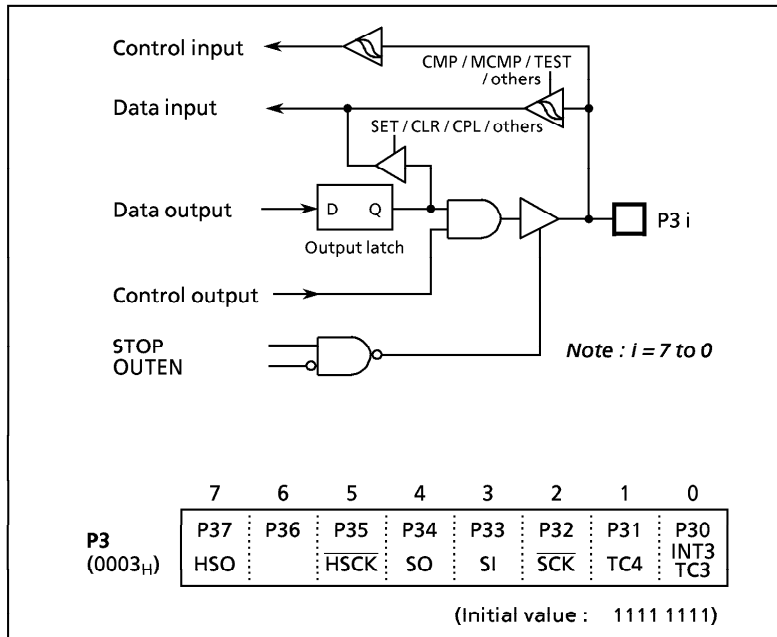 Control input
CMP / MCMP / TEST
/ others
Data input
SET / CLR / CPL / others
Data output
D Q
P3 i
Output latch
Control output
STOP
OUTEN
Note : i = 7 to 0
7 6 5 4 3 2 1 0
P3
(0003H)
P37 P36 P35 P34 P33 P32 P31 P30
HSO HSCK SO SI SCK TC4 INT3
TC3
(Initial value : 1111 1111)